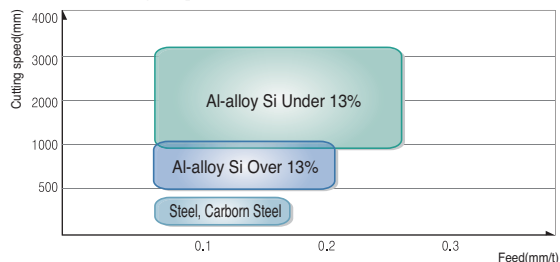 Cutting speed(mm)
4000
3000
2000
1000
500
Al-alloy Si Under 13%
Al-alloy Si Over 13%
Steel, Carborn Steel
0.1 0.2 0.3
Feed(mm/t)